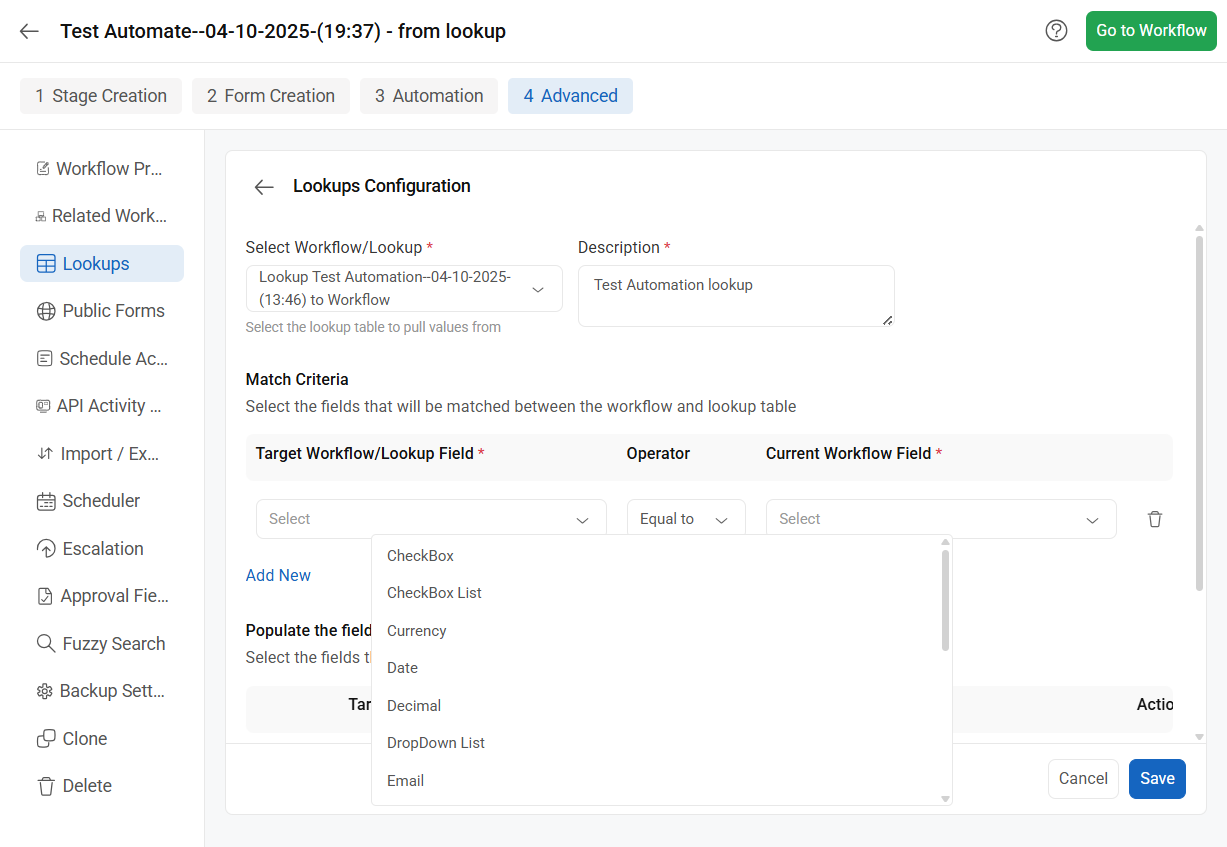 Test Automate--04-10-2025-(19:37) - from lookup
Go to Workflow
1 Stage Creation
2 Form Creation
3 Automation
4 Advanced
Workflow Pr...
Related Work...
Lookups
Public Forms
Schedule Ac...
API Activity ...
Import / Ex...
Scheduler
Escalation
Approval Fie...
Fuzzy Search
Backup Sett...
Clone
Delete
Lookups Configuration
Select Workflow/Lookup *
Lookup Test Automation--04-10-2025-
(13:46) to Workflow
Select the lookup table to pull values from
Description *
Test Automation lookup
Match Criteria
Select the fields that will be matched between the workflow and lookup table
Target Workflow/Lookup Field *
Operator
Current Workflow Field *
Select
Equal to
Select
Add New
CheckBox
CheckBox List
Currency
Date
Decimal
DropDown List
Email
Populate the field
Select the fields t
Tar
Actio
Cancel
Save